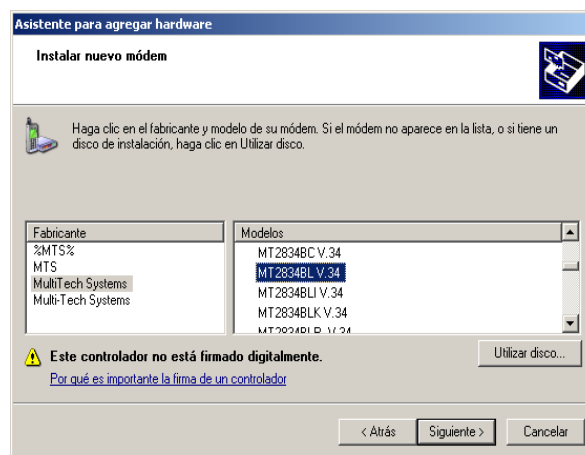 Asistente para agregar hardware
Instalar nuevo módem
Haga clic en el fabricante y modelo de su módem. Si el módem no aparece en la lista, o si tiene un
disco de instalación, haga clic en Utilizar disco.
Fabricante
%MTS%
MTS
MultiTech Systems
Multi-Tech Systems
Modelos
MT2834BC V.34
MT2834BL V.34
MT2834BLI V.34
MT2834BLK V.34
Este controlador no está firmado digitalmente.
Por qué es importante la firma de un controlador
Utilizar disco...
< Atrás
Siguiente >
Cancelar